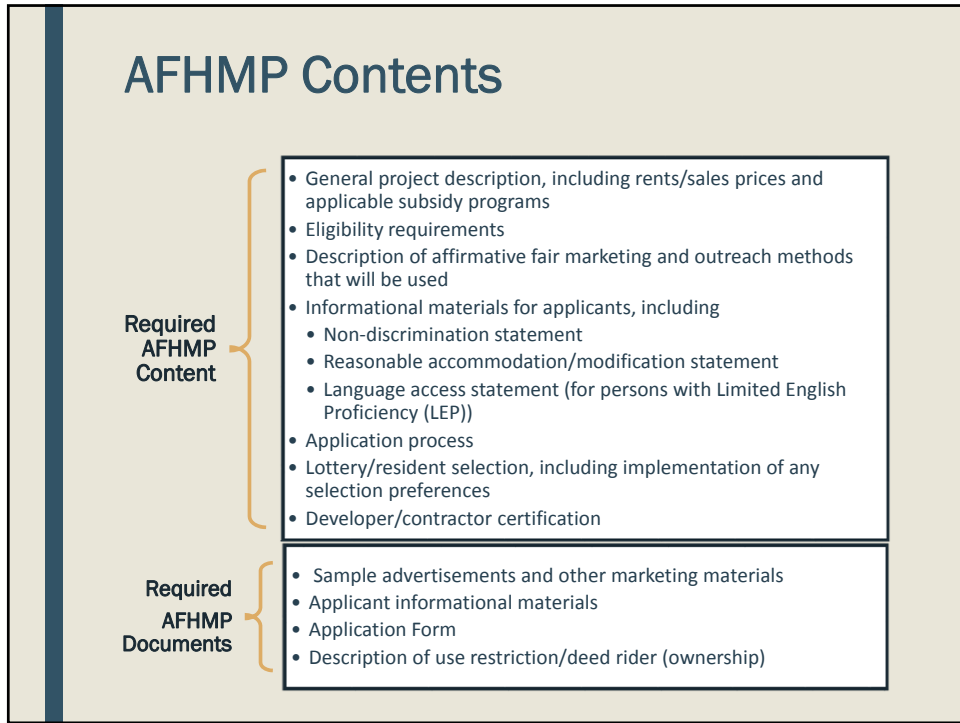 AFHMP Contents
Required
AFHMP
Content
• General project description, including rents/sales prices and
applicable subsidy programs
• Eligibility requirements
• Description of affirmative fair marketing and outreach methods
that will be used
• Informational materials for applicants, including
• Non-discrimination statement
• Reasonable accommodation/modification statement
• Language access statement (for persons with Limited English
Proficiency (LEP))
• Application process
• Lottery/resident selection, including implementation of any
selection preferences
• Developer/contractor certification
Required
AFHMP
Documents
• Sample advertisements and other marketing materials
• Applicant informational materials
• Application Form
• Description of use restriction/deed rider (ownership)